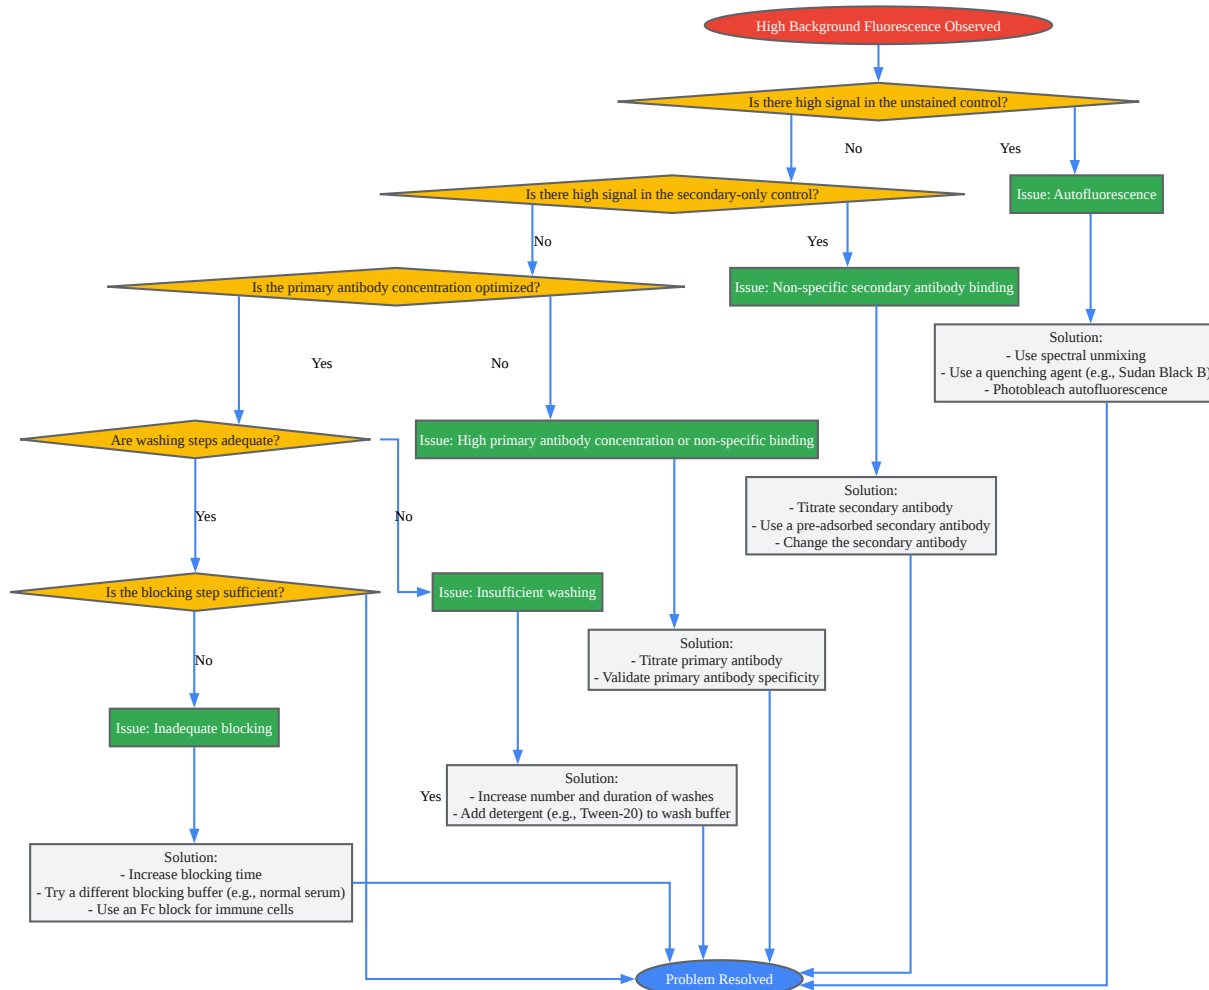 High Background Fluorescence Observed
Is there high signal in the unstained control?
No
Yes
Is there high signal in the secondary-only control?
Issue: Autofluorescence
No
Yes
Is the primary antibody concentration optimized?
Issue: Non-specific secondary antibody binding
Solution:
- Use spectral unmixing
- Use a quenching agent (e.g., Sudan Black B)
- Photobleach autofluorescence
Yes
No
Are washing steps adequate?
Issue: High primary antibody concentration or non-specific binding
Solution:
- Titrate secondary antibody
- Use a pre-adsorbed secondary antibody
- Change the secondary antibody
Yes
No
Is the blocking step sufficient?
Issue: Insufficient washing
Solution:
- Titrate primary antibody
- Validate primary antibody specificity
No
Issue: Inadequate blocking
Yes
Solution:
- Increase number and duration of washes
- Add detergent (e.g., Tween-20) to wash buffer
Solution:
- Increase blocking time
- Try a different blocking buffer (e.g., normal serum)
- Use an Fc block for immune cells
Problem Resolved